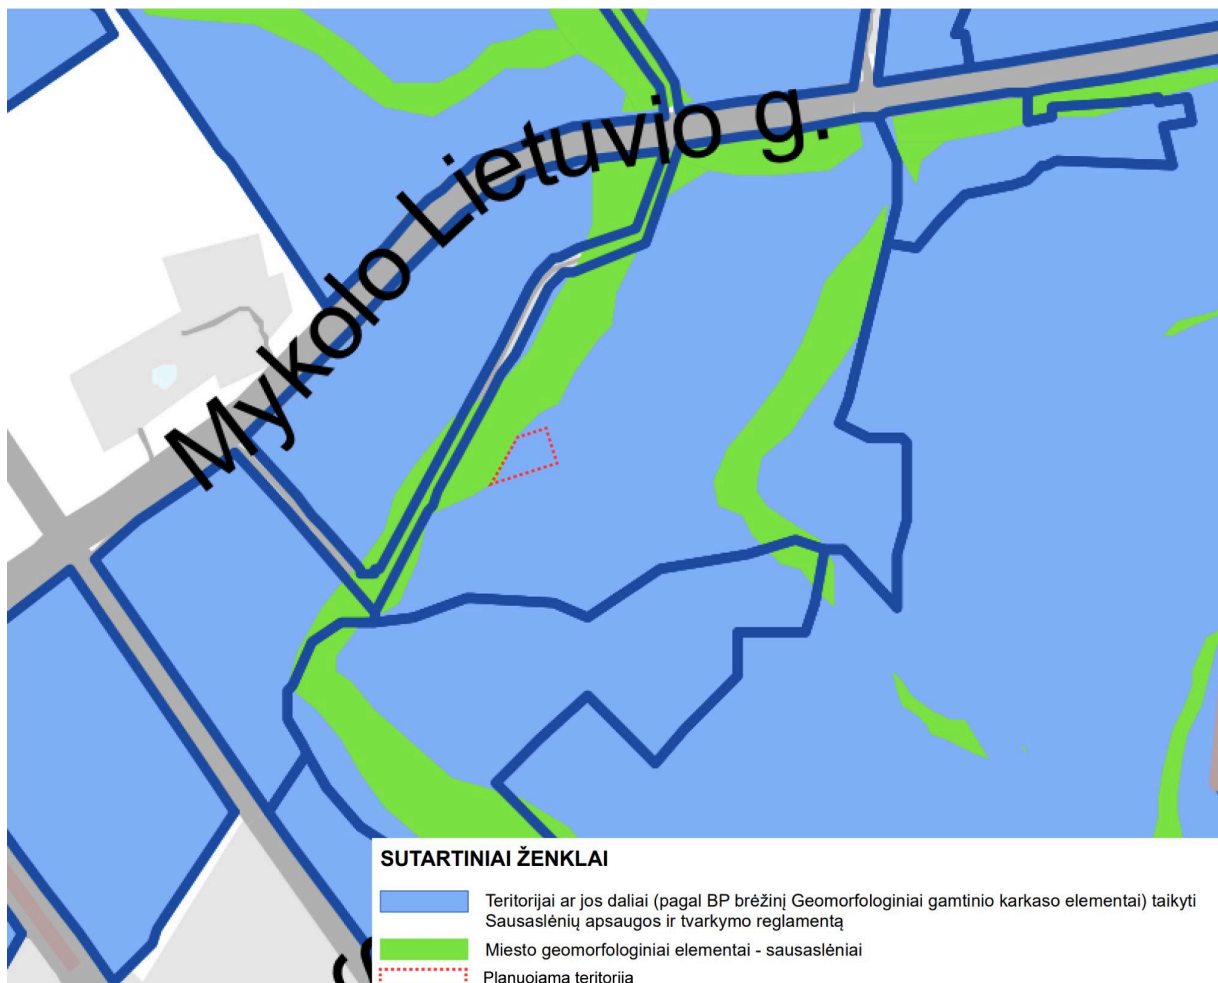 Mykolo Lietuvio g.
SUTARTINIAI ŽENKLAI
Teritorijai ar jos daliai (pagal BP brėžinį Geomorfologiniai gamtinio karkaso elementai) taikyti
Sausaslėnių apsaugos ir tvarkymo reglamentą
Miesto geomorfologiniai elementai - sausaslėniai
Planuojama teritorija